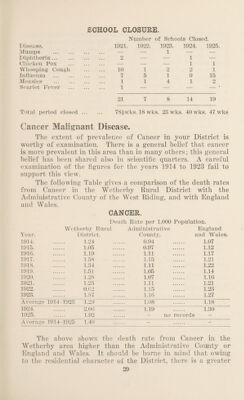 SCHOOL CLOSURE.
Number of Schools Closed.
Disease. 1921. 1922. 1923. 1924. 1925.
Mumps ... ... ... — — 1 — —
Diphtheria ... ... ... 2 — — 1 —
Chicken Pox ... ... — — — 1 1
Whooping Cough ... 10 1 2 2 1
Influenza ... ... ... 7 5 1 9 15
Measles ... ... ... 1 1 4 1 2
Scarlet Fever ... ... 1 — — — —
21 7 8 14 19
Total period closed ... ... 78½wks. 18 wks. 25 wks. 40 wks. 47 wks
Cancer Malignant Disease.
The extent of prevalence of Cancer in your District is
worthy of examination. There is a general belief that cancer
is more prevalent in this area than in many others; this general
belief has been shared also in scientific quarters. A careful
examination of the figures for the years 1914 to 1923 fail to
support this view.
The following Table gives a comparison of the death rates
from Cancer in the Wetherby Rural District with the
Administrative County of the West Riding, and with England
and Wales.
CANCER.
Death Rate per 1,000 Population.
Wetherby Rural Administrative England
Year. District. County. and Wales.
1914. ...... 1.24 ...... 0.94 ...... 1.07
1915. ...... 1.05 ...... 0.97 ...... 1.12
1916. ...... 1.19 ...... 1.11 ...... 1.17
1917. ...... 1.58 ...... 1.13 ...... 1.21
1918. ...... 1.34 ...... 1.11 ...... 1.22
1919. ...... 1.51 ...... 1.05 ...... 1.14
1920. ...... 1.28 ...... 1.07 ...... 1.16
1921. ...... 1.25 ...... 1.11 ...... 1.21
1922. ...... 0.62 ...... 1.15 ...... 1.23
1923. ...... 1.87 ...... 1.16 ...... 1.27
Average 1914-1923 1.29 ...... 1.08 ...... 1.18
1924. ...... 2.06 ...... 1.19 ...... 1.30
1925. ...... 1.92 ...... no records
Average 1914-1925 1.40
The above shows the death rate from Cancer in the
Wetherby area higher than the Administrative County or
England and Wales. It should be borne in mind that owing
to the residential character of the District, there is a greater
29